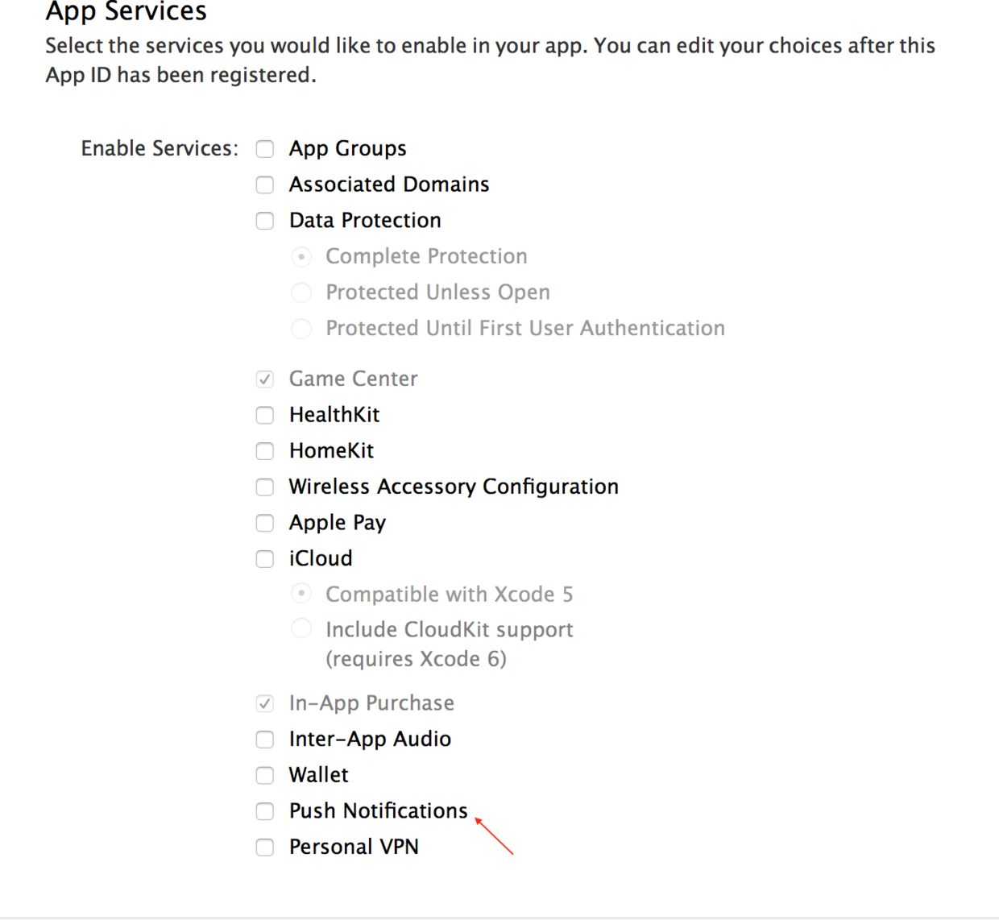 App Services
Select the services you would like to enable in your app. You can edit your choices after this
App ID has been registered.
Enable Services: App Groups
Associated Domains
Data Protection
Complete Protection
Protected Unless Open
Protected Until First User Authentication
Game Center
HealthKit
HomeKit
Wireless Accessory Configuration
Apple Pay
iCloud
Compatible with Xcode 5
Include CloudKit support
(requires Xcode 6)
In-App Purchase
Inter-App Audio
Wallet
Push Notifications
Personal VPN